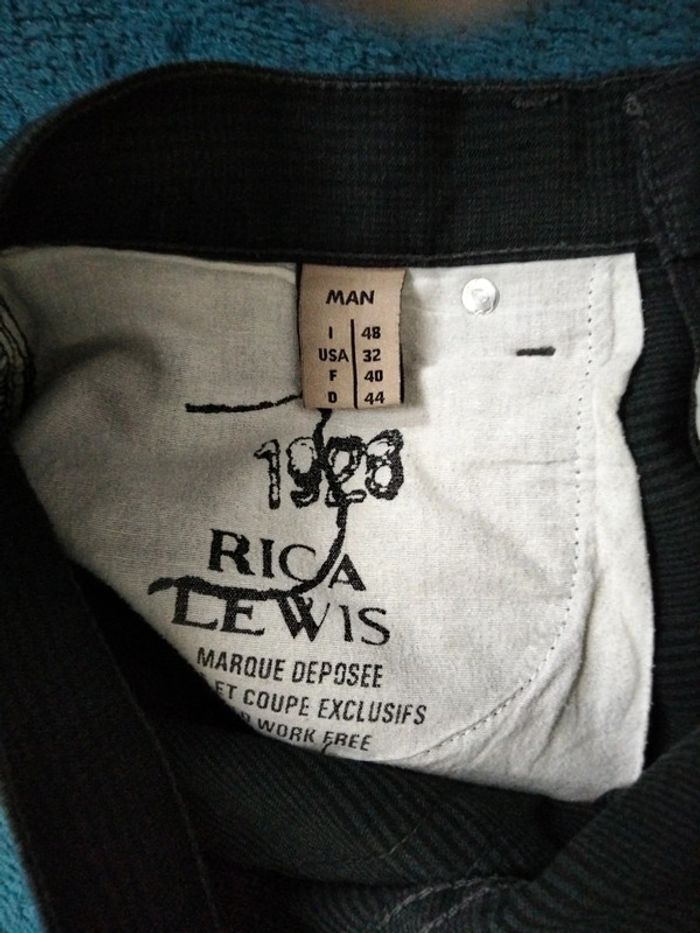 MAN
I 48
USA 32
F 40
D 44
1928
RICA
LEWIS
MARQUE DEPOSEE
ET COUPE EXCLUSIFS
WORK FREE